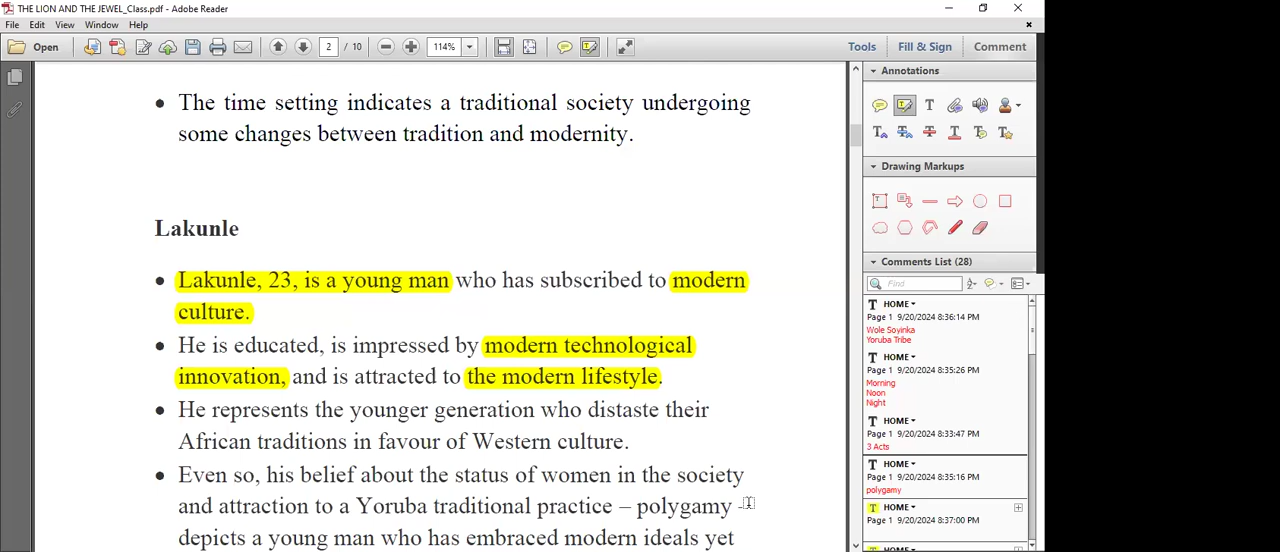 THE LION AND THE JEWEL_Class.pdf - Adobe Reader
File Edit View Window Help
Open 2 / 10 114% Tools Fill & Sign Comment
• The time setting indicates a traditional society undergoing
some changes between tradition and modernity.
Lakunle
• Lakunle, 23, is a young man who has subscribed to modern
culture.
• He is educated, is impressed by modern technological
innovation, and is attracted to the modern lifestyle.
• He represents the younger generation who distaste their
African traditions in favour of Western culture.
• Even so, his belief about the status of women in the society
and attraction to a Yoruba traditional practice – polygamy -
depicts a young man who has embraced modern ideals yet
Annotations
Drawing Markups
Comments List (28)
Find
HOME
Page 1 9/20/2024 8:36:14 PM
Wole Soyinka
Yoruba Tribe
HOME
Page 1 9/20/2024 8:35:26 PM
Morning
Noon
Night
HOME
Page 1 9/20/2024 8:33:47 PM
3 Acts
HOME
Page 1 9/20/2024 8:35:16 PM
polygamy
HOME
Page 1 9/20/2024 8:37:00 PM